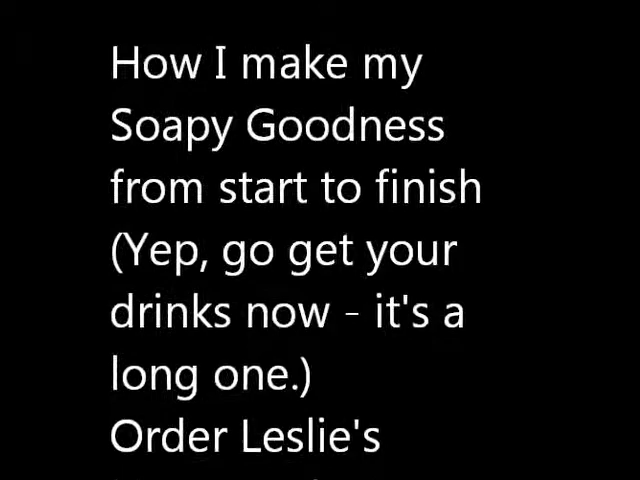 How I make my
Soapy Goodness
from start to finish
(Yep, go get your
drinks now - it's a
long one.)
Order Leslie's